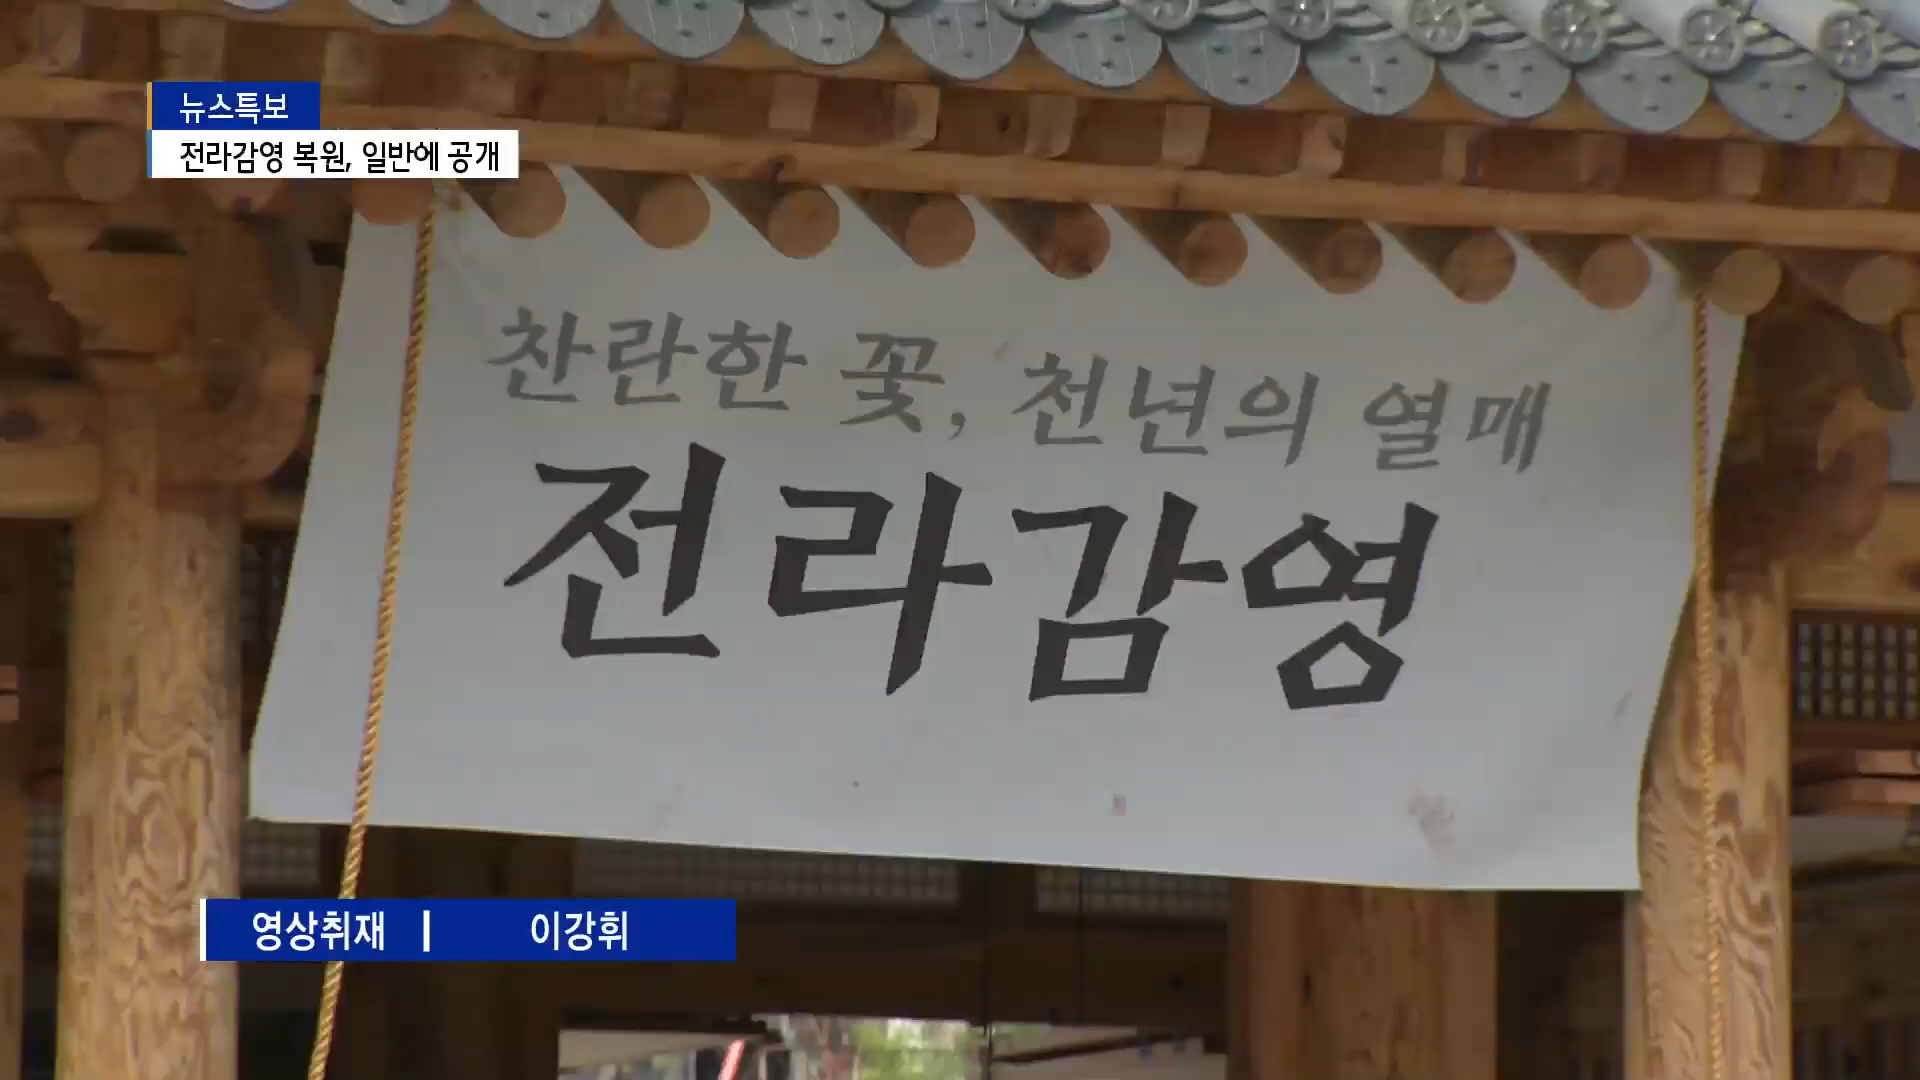 뉴스특보
전라감영 복원, 일반에 공개
찬란한 꽃, 천년의 열매
전라감영
영상취재 | 이강휘